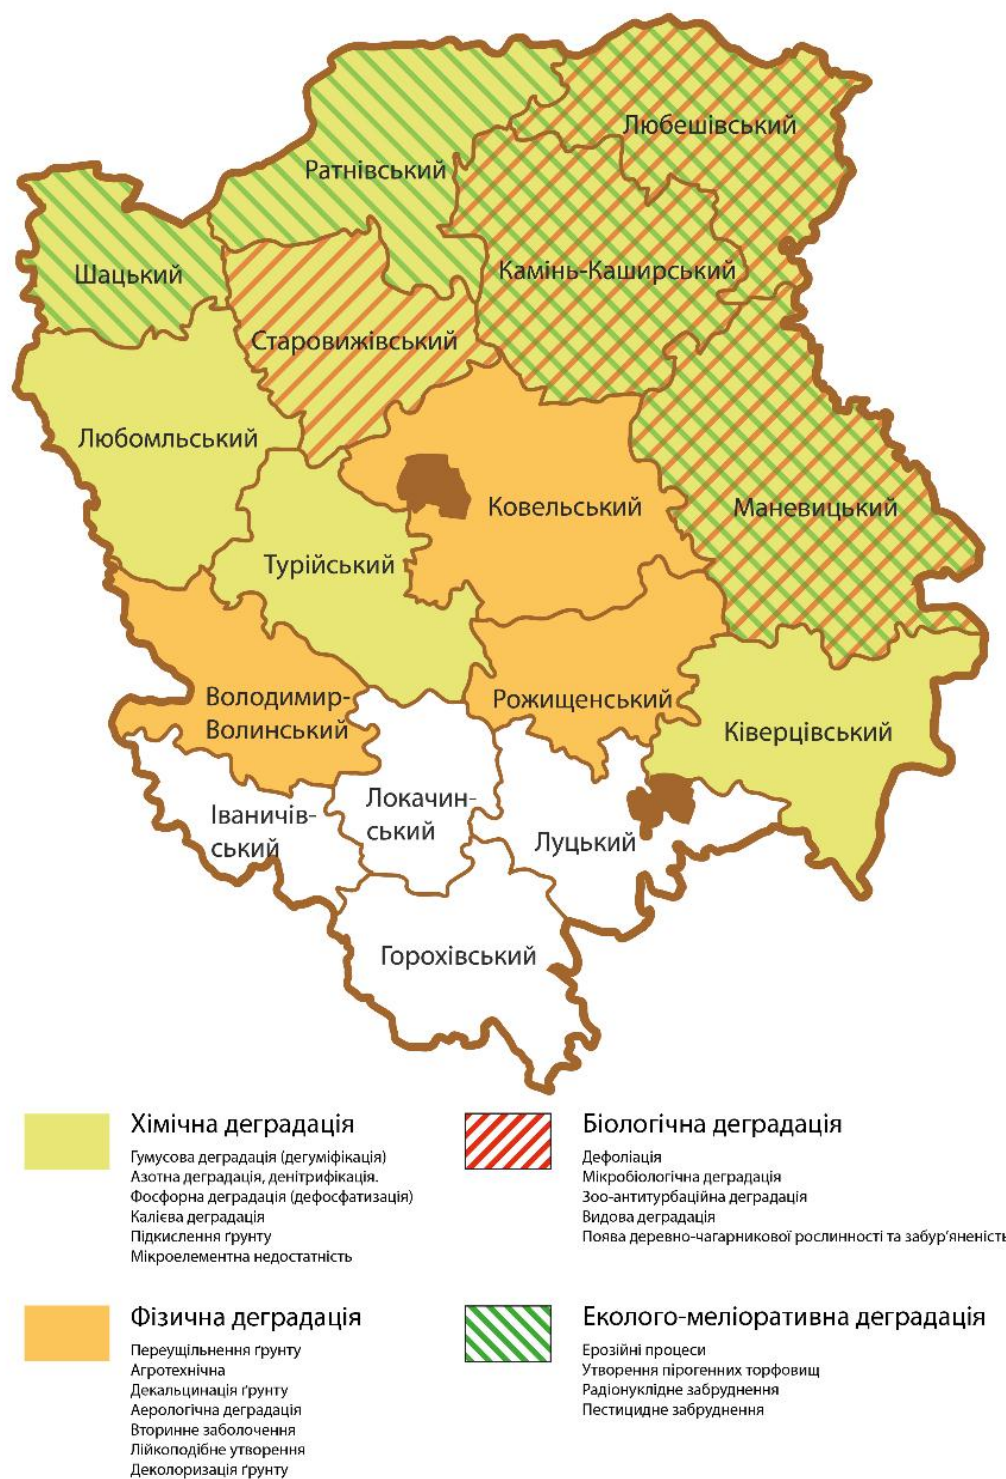 Любешівський
Ратнівський
Шацький
Камінь-Каширський
Старовижівський
Любомльський
Ковельський
Маневицький
Турійський
Володимир-
Волинський
Рожищенський
Ківерцівський
Іваничів-
ський
Локачин-
ський
Луцький
Горохівський
Хімічна деградація
Гумусова деградація (дегуміфікація)
Азотна деградація, денітрифікація.
Фосфорна деградація (дефосфатизація)
Калієва деградація
Підкислення ґрунту
Мікроелементна недостатність
Біологічна деградація
Дефоліація
Мікробіологічна деградація
Зоо-антитурбаційна деградація
Видова деградація
Поява деревно-чагарникової рослинності та забур’яненість
Фізична деградація
Переущільнення ґрунту
Агротехнічна
Декальцинація ґрунту
Аерологічна деградація
Вторинне заболочення
Лійкоподібне утворення
Деколоризація ґрунту
Еколого-меліоративна деградація
Ерозійні процеси
Утворення пірогенних торфовищ
Радіонуклідне забруднення
Пестицидне забруднення